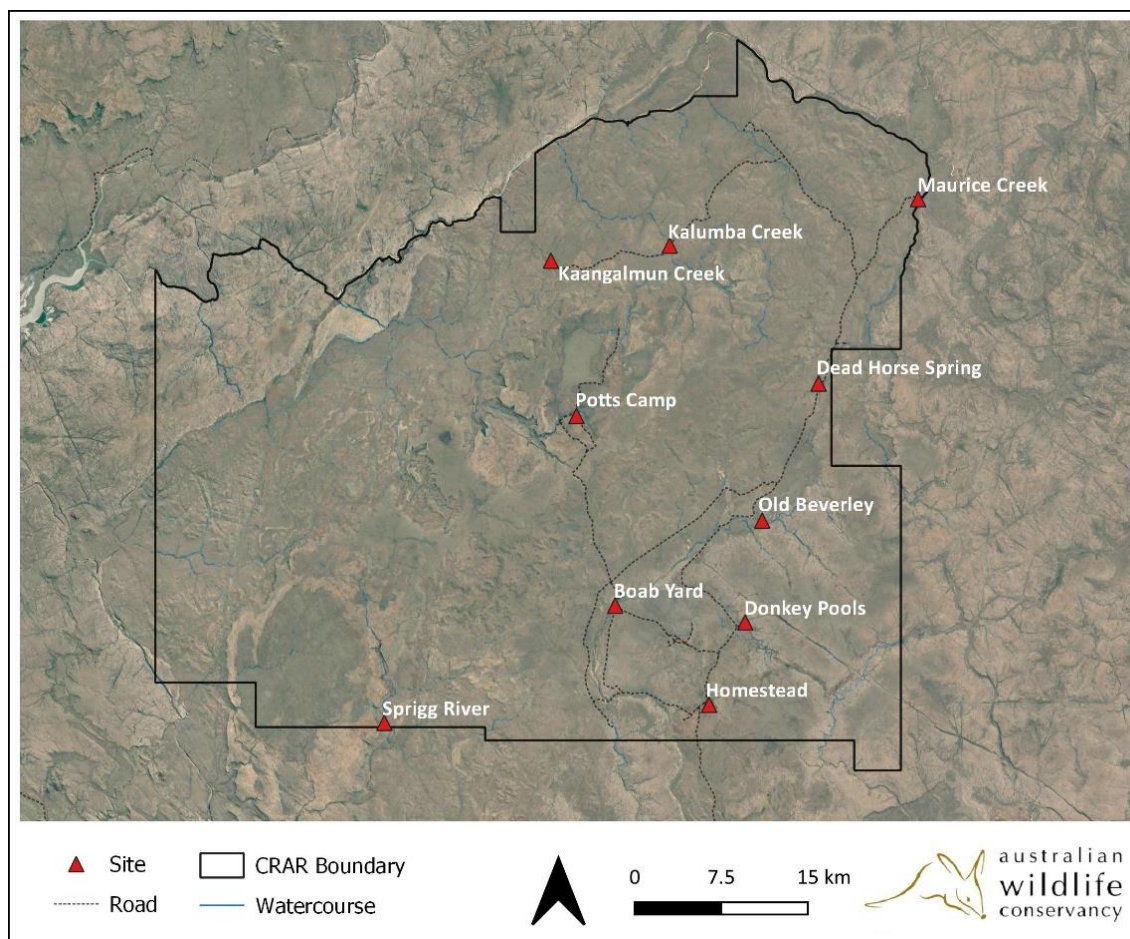 Maurice Creek
Kalumba Creek
Kaangalmun Creek
Dead Horse Spring
Potts Camp
Old Beverley
Boab Yard
Donkey Pools
Homestead
Sprigg River
Site
CRAR Boundary
Road
Watercourse
0 7.5 15 km
australian
wildlife
conservancy